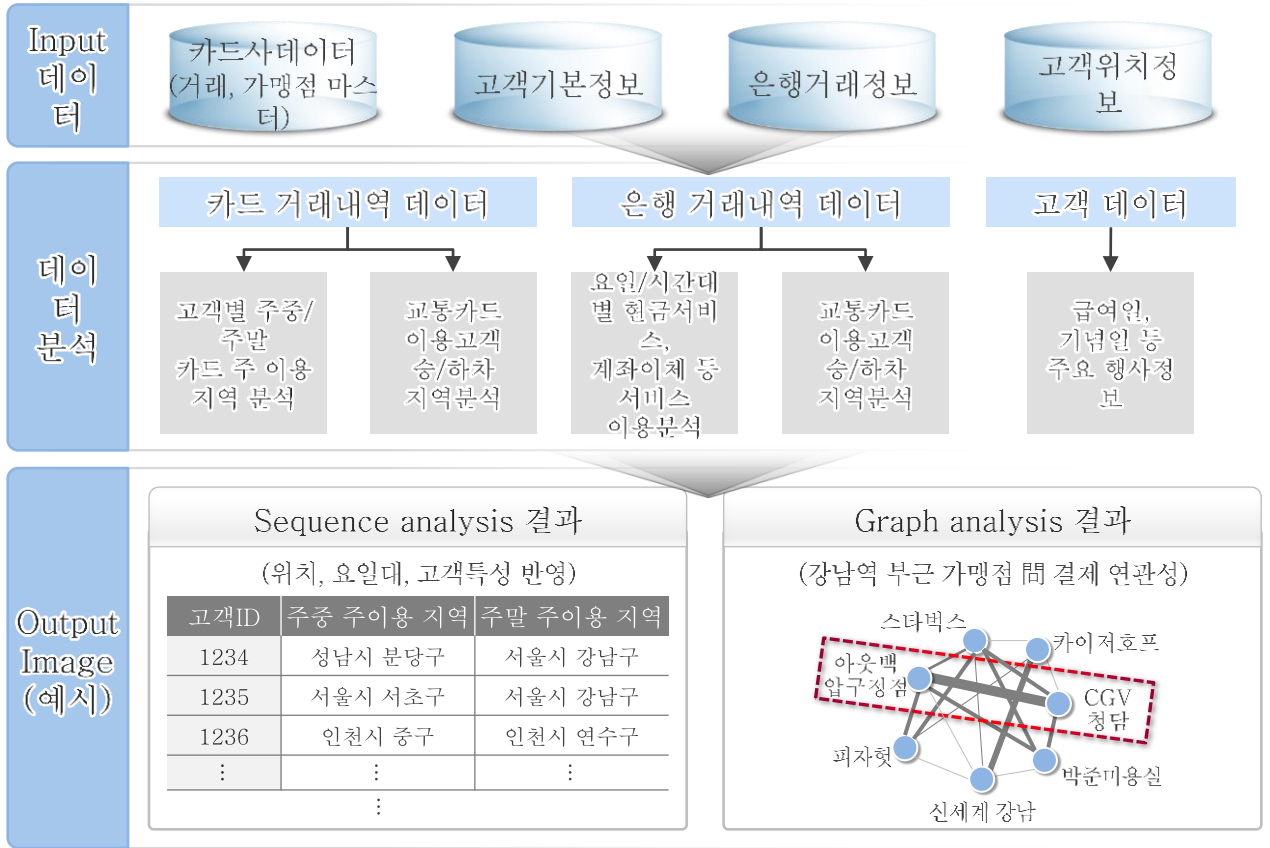 Input
데이
터
카드사데이터
(거래, 가맹점 마스
터)
고객기본정보
은행거래정보
고객위치정
보
데이
터
분석
카드 거래내역 데이터
은행 거래내역 데이터
고객 데이터
고객별 주중/
주말
카드 주 이용
지역 분석
교통카드
이용고객
승/하차
지역분석
요일/시간대
별 현금서비
스,
계좌이체 등
서비스
이용분석
교통카드
이용고객
승/하차
지역분석
급여일,
기념일 등
주요 행사정
보
Output
Image
(예시)
Sequence analysis 결과
(위치, 요일대, 고객특성 반영)
고객ID 주중 주이용 지역 주말 주이용 지역
1234 성남시 분당구 서울시 강남구
1235 서울시 서초구 서울시 강남구
1236 인천시 중구 인천시 연수구
⋮ ⋮ ⋮
⋮
Graph analysis 결과
(강남역 부근 가맹점 問 결제 연관성)
스타벅스
카이저호프
아웃백
압구정점
CGV
청담
피자헛
박준미용실
신세계 강남